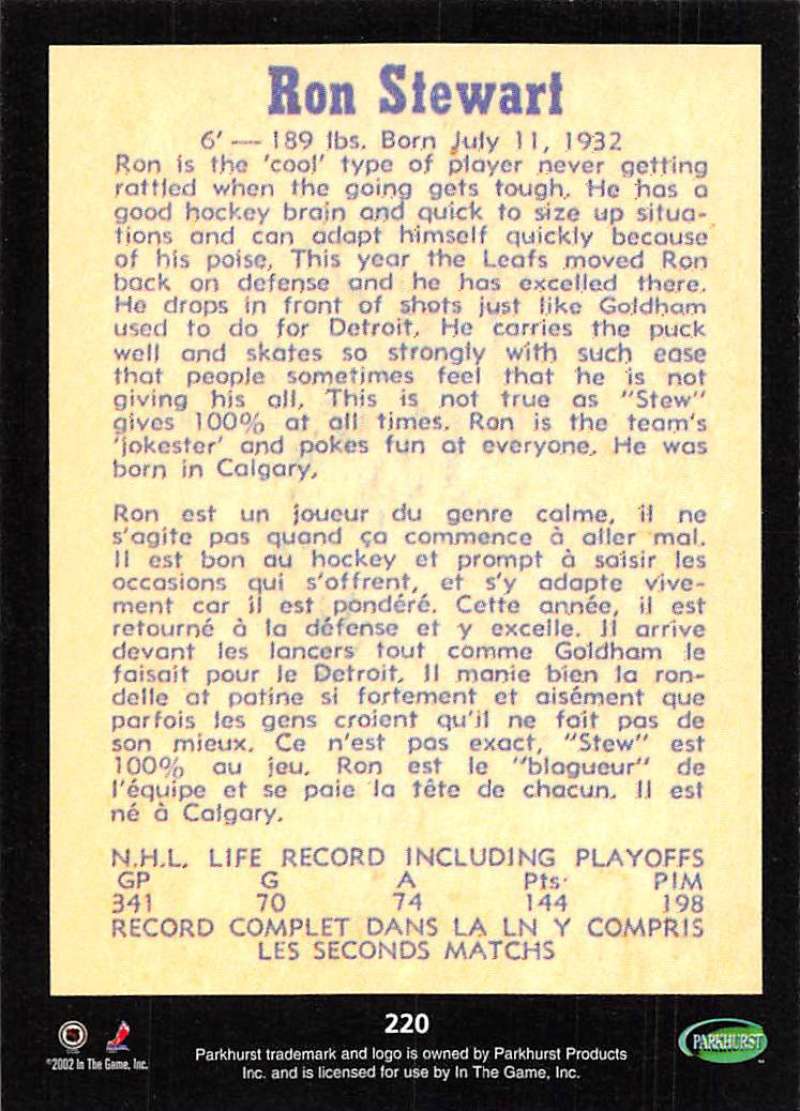 Ron Stewart
6' — 189 lbs. Born July 11, 1932
Ron is the 'cool' type of player never getting
rattled when the going gets tough. He has a
good hockey brain and quick to size up situa-
tions and can adapt himself quickly because
of his poise. This year the Leafs moved Ron
back on defense and he has excelled there.
He drops in front of shots just like Goldham
used to do for Detroit. He carries the puck
well and skates so strongly with such ease
that people sometimes feel that he is not
giving his all. This is not true as "Stew"
gives 100% at all times. Ron is the team's
'jokester' and pokes fun at everyone. He was
born in Calgary.
Ron est un joueur du genre calme, il ne
s'agite pas quand ça commence à aller mal.
Il est bon au hockey et prompt à saisir les
occasions qui s'offrent, et s'y adapte vive-
ment car il est pondéré. Cette année, il est
retourné à la défense et y excelle. Il arrive
devant les lancers tout comme Goldham le
faisait pour le Detroit. Il manie bien la ron-
delle at patine si fortement et aisément que
parfois les gens croient qu'il ne fait pas de
son mieux. Ce n'est pas exact, "Stew" est
100% au jeu. Ron est le "blagueur" de
l'équipe et se paie la tête de chacun. Il est
né à Calgary.
N.H.L. LIFE RECORD INCLUDING PLAYOFFS
GP G A Pts. PIM
341 70 74 144 198
RECORD COMPLET DANS LA LN Y COMPRIS
LES SECONDS MATCHS
220
©2002 In The Game, Inc.
Parkhurst trademark and logo is owned by Parkhurst Products
Inc. and is licensed for use by In The Game, Inc.
PARKHURST